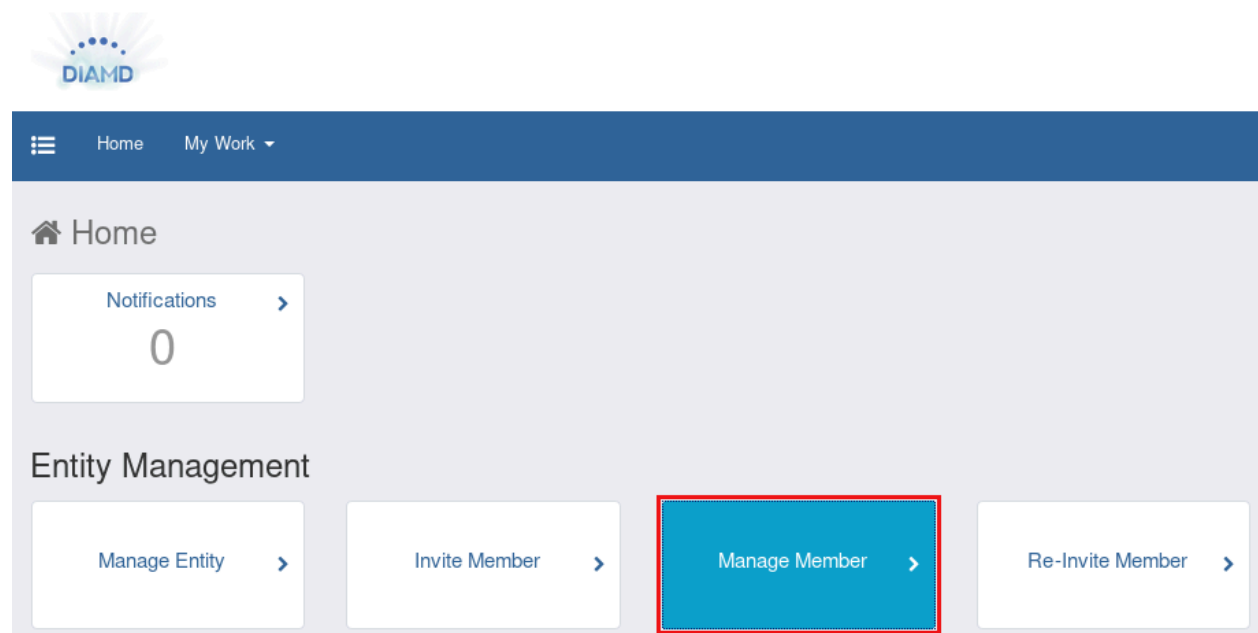 DIAMD
Home My Work
Home
Notifications
0
Entity Management
Manage Entity Invite Member Manage Member Re-Invite Member